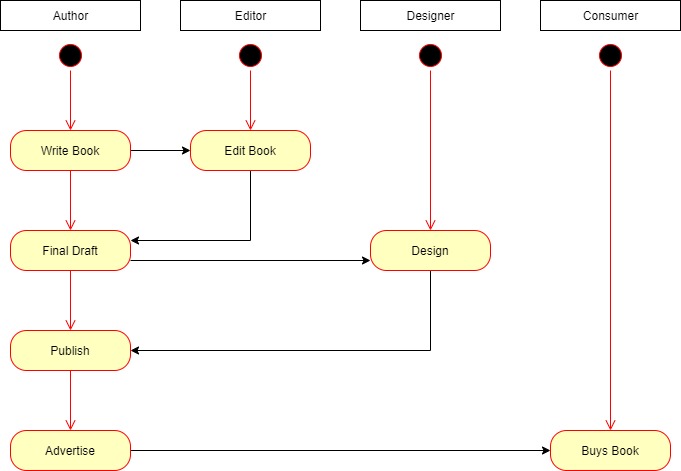 Author
Editor
Designer
Consumer
Write Book
Edit Book
Final Draft
Design
Publish
Advertise
Buys Book